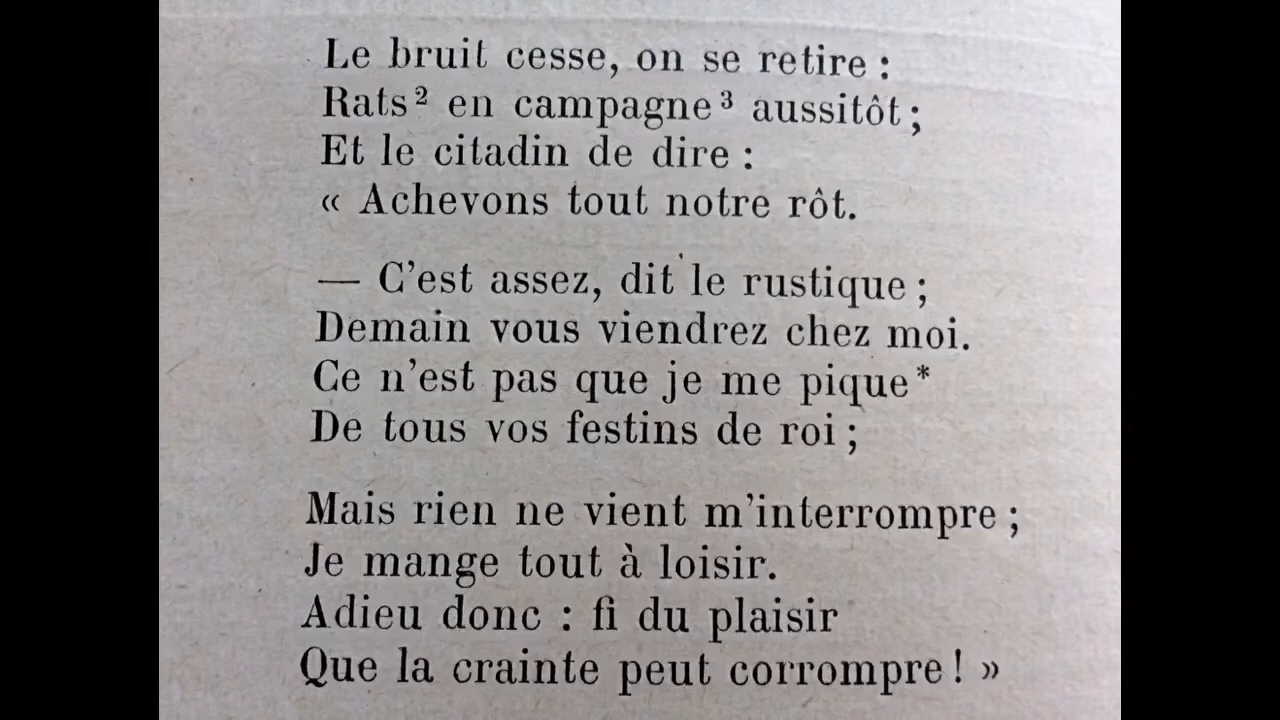 Le bruit cesse, on se retire :
Rats² en campagne³ aussitôt ;
Et le citadin de dire :
« Achevons tout notre rôt.
— C'est assez, dit le rustique ;
Demain vous viendrez chez moi.
Ce n'est pas que je me pique*
De tous vos festins de roi ;
Mais rien ne vient m'interrompre ;
Je mange tout à loisir.
Adieu donc : fi du plaisir
Que la crainte peut corrompre ! »